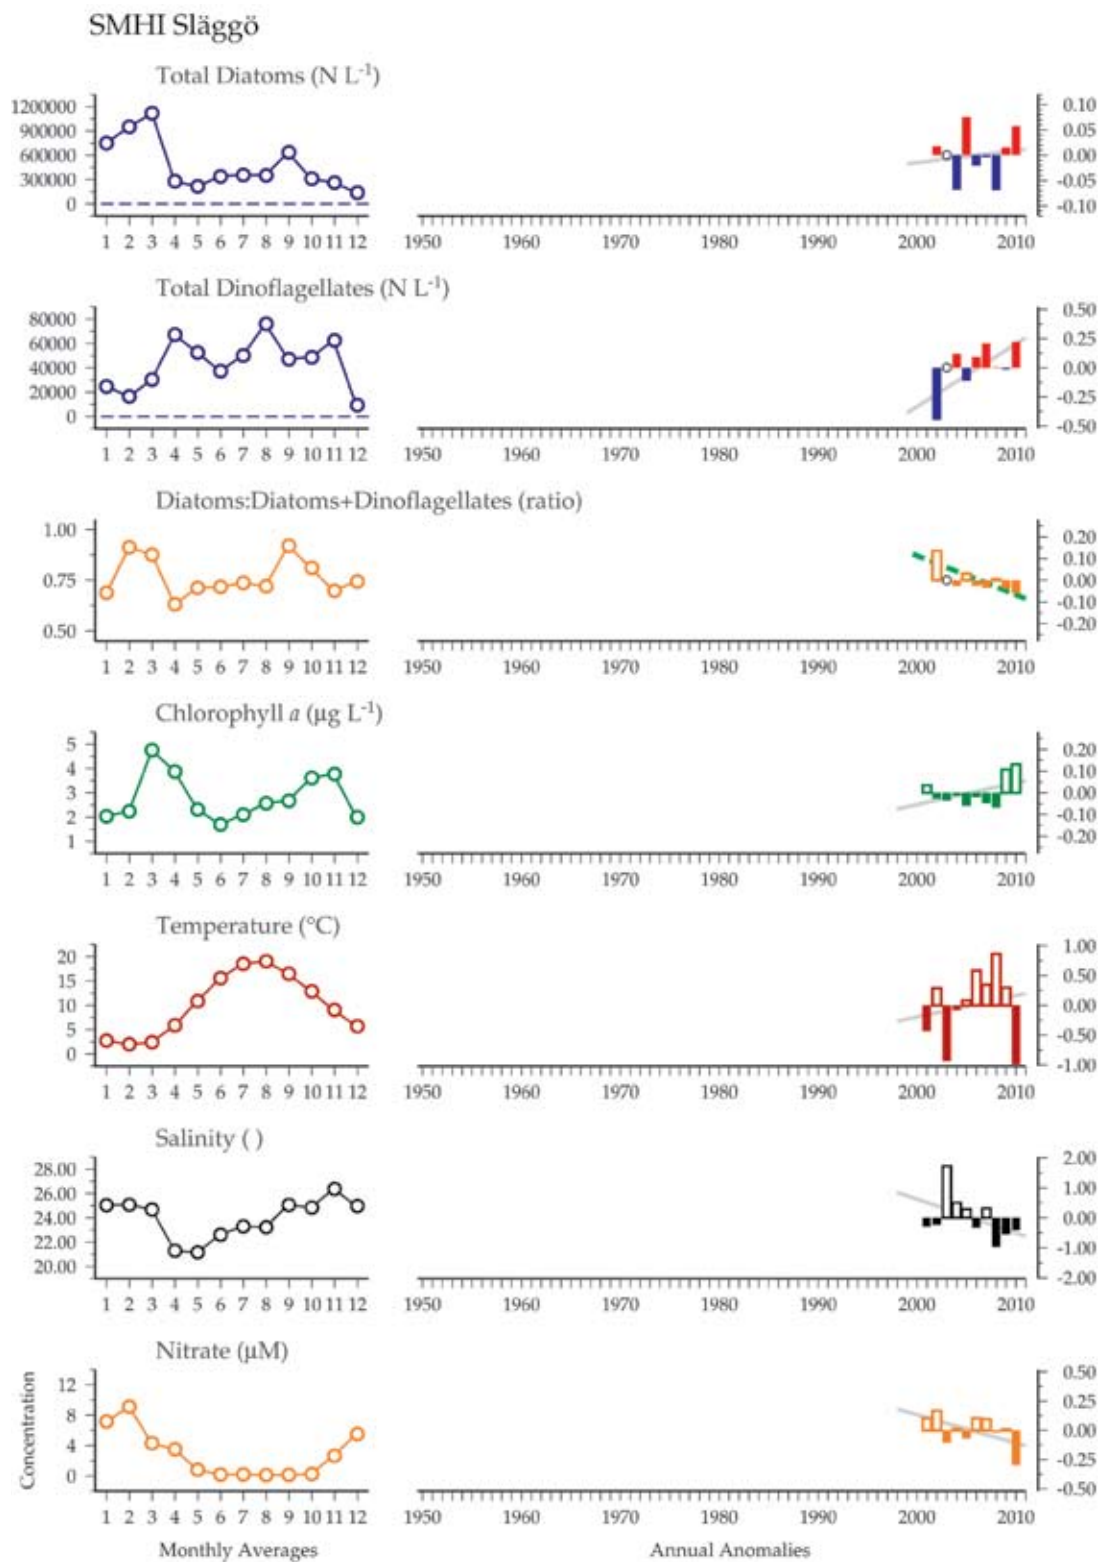 SMHI Släggö
Total Diatoms (N L-1)
1200000
900000
600000
300000
0
0.10
0.05
0.00
-0.05
-0.10
1 2 3 4 5 6 7 8 9 10 11 12
1950 1960 1970 1980 1990 2000 2010
Total Dinoflagellates (N L-1)
80000
60000
40000
20000
0
0.50
0.25
0.00
-0.25
-0.50
1 2 3 4 5 6 7 8 9 10 11 12
1950 1960 1970 1980 1990 2000 2010
Diatoms:Diatoms+Dinoflagellates (ratio)
1.00
0.75
0.50
0.20
0.10
0.00
-0.10
-0.20
1 2 3 4 5 6 7 8 9 10 11 12
1950 1960 1970 1980 1990 2000 2010
Chlorophyll a (µg L-1)
5
4
3
2
1
0.20
0.10
0.00
-0.10
-0.20
1 2 3 4 5 6 7 8 9 10 11 12
1950 1960 1970 1980 1990 2000 2010
Temperature (°C)
20
15
10
5
0
1.00
0.50
0.00
-0.50
-1.00
1 2 3 4 5 6 7 8 9 10 11 12
1950 1960 1970 1980 1990 2000 2010
Salinity ( )
28.00
26.00
24.00
22.00
20.00
2.00
1.00
0.00
-1.00
-2.00
1 2 3 4 5 6 7 8 9 10 11 12
1950 1960 1970 1980 1990 2000 2010
Nitrate (µM)
Concentration
12
8
4
0
0.50
0.25
0.00
-0.25
-0.50
1 2 3 4 5 6 7 8 9 10 11 12
1950 1960 1970 1980 1990 2000 2010
Monthly Averages
Annual Anomalies